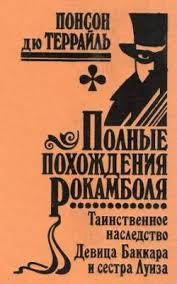 ПОНСОН
ДЮ ТЕРРАЙЛЬ
ПОЛНЫЕ
ПОХОЖДЕНИЯ
РОКАМБОЛЯ
ТАИНСТВЕННОЕ
НАСЛЕДСТВО
ДЕВИЦА БАККАРА
И СЕСТРА ЛУИЗА